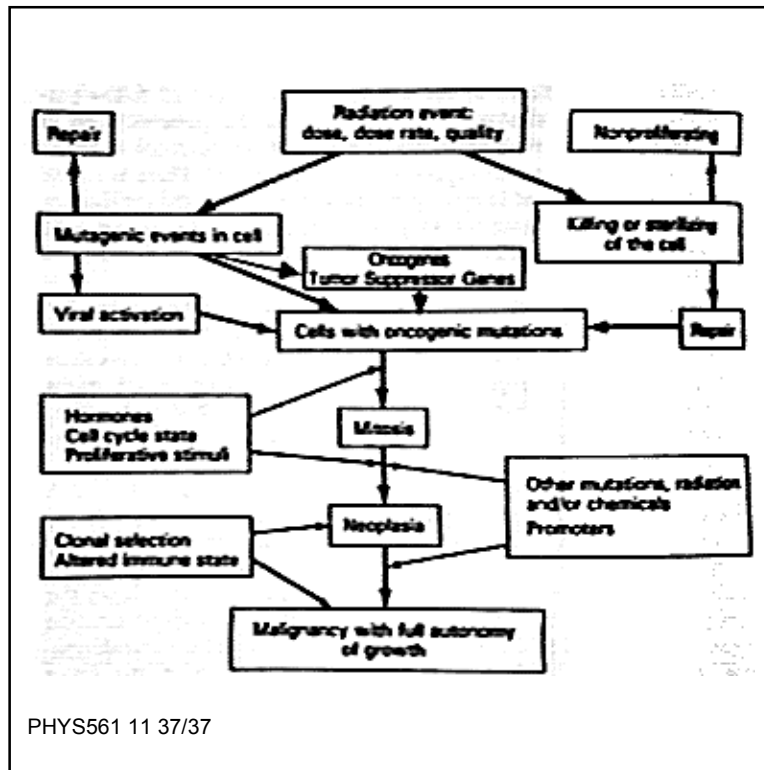 Radiation event:
dose, dose rate, quality
Repair
Nonproliferating
Mutagenic events in cell
Killing or sterilizing
of the cell
Oncogenes
Tumor Suppressor Genes
Viral activation
Cells with oncogenic mutations
Repair
Hormones
Cell cycle state
Proliferative stimuli
Mitosis
Other mutations, radiation
and/or chemicals
Promoters
Neoplasia
Clonal selection
Altered immune state
Malignancy with full autonomy
of growth
PHYS561 11 37/37